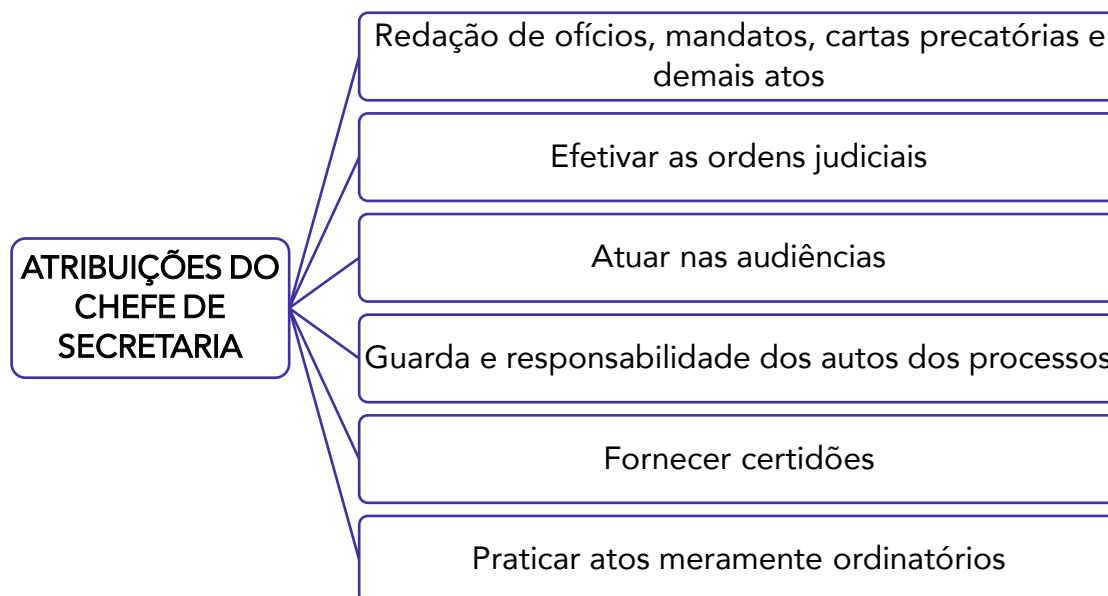 Redação de ofícios, mandatos, cartas precatórias e
demais atos
Efetivar as ordens judiciais
Atuar nas audiências
ATRIBUIÇÕES DO
CHEFE DE
SECRETARIA
Guarda e responsabilidade dos autos dos processos
Fornecer certidões
Praticar atos meramente ordinatórios